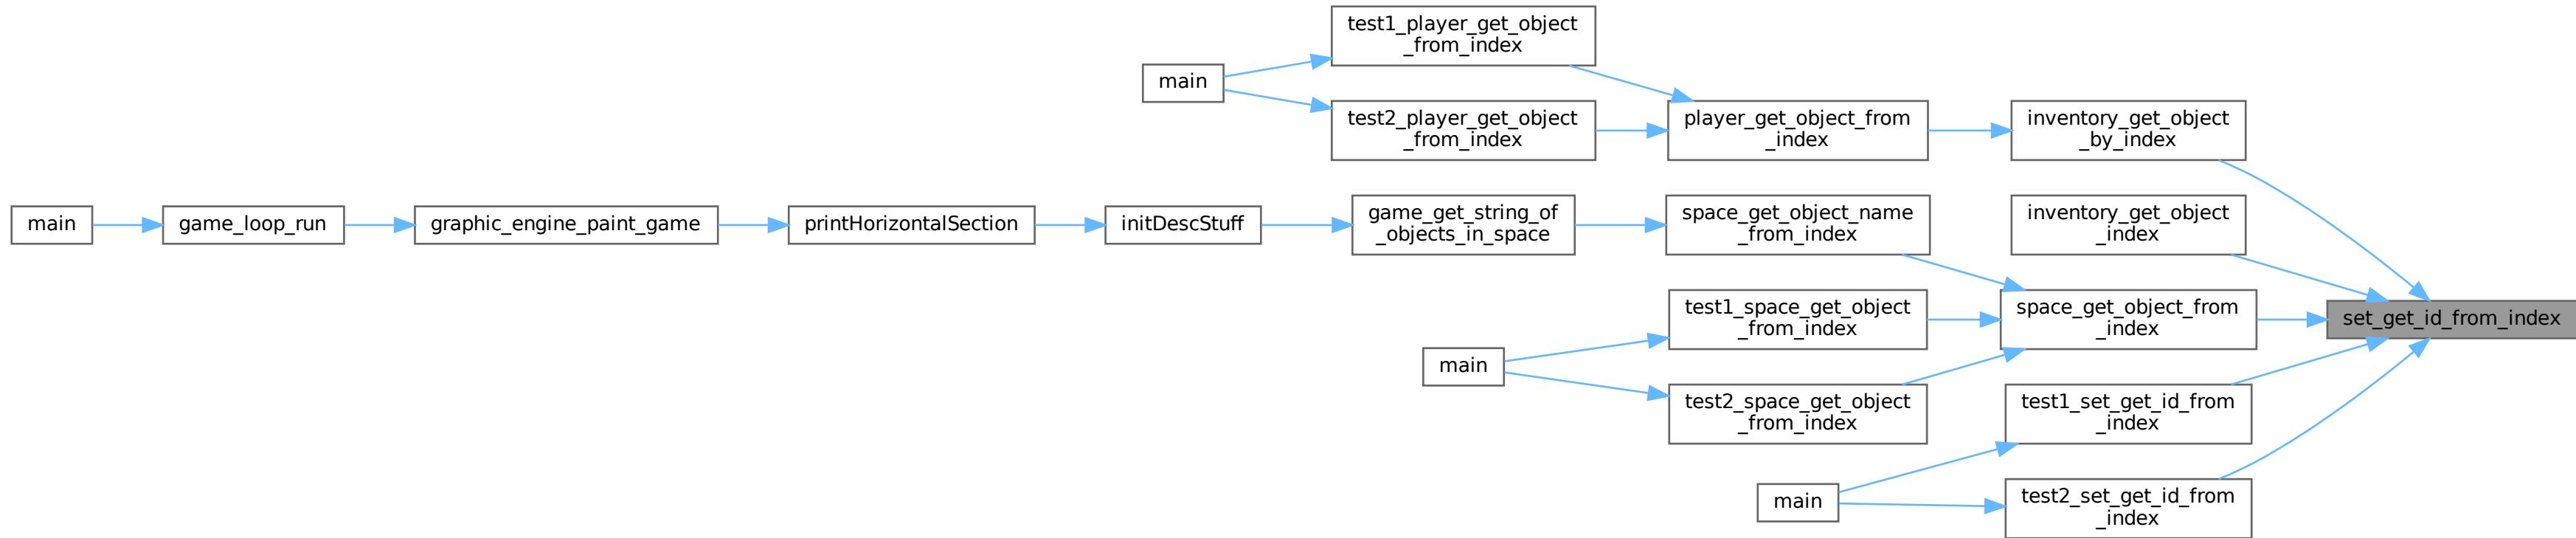 test1_player_get_object
_from_index
main
test2_player_get_object
_from_index
player_get_object_from
_index
inventory_get_object
_by_index
main
game_loop_run
graphic_engine_paint_game
printHorizontalSection
initDescStuff
game_get_string_of
_objects_in_space
space_get_object_name
_from_index
inventory_get_object
_index
test1_space_get_object
_from_index
space_get_object_from
_index
set_get_id_from_index
main
test2_space_get_object
_from_index
test1_set_get_id_from
_index
main
test2_set_get_id_from
_index